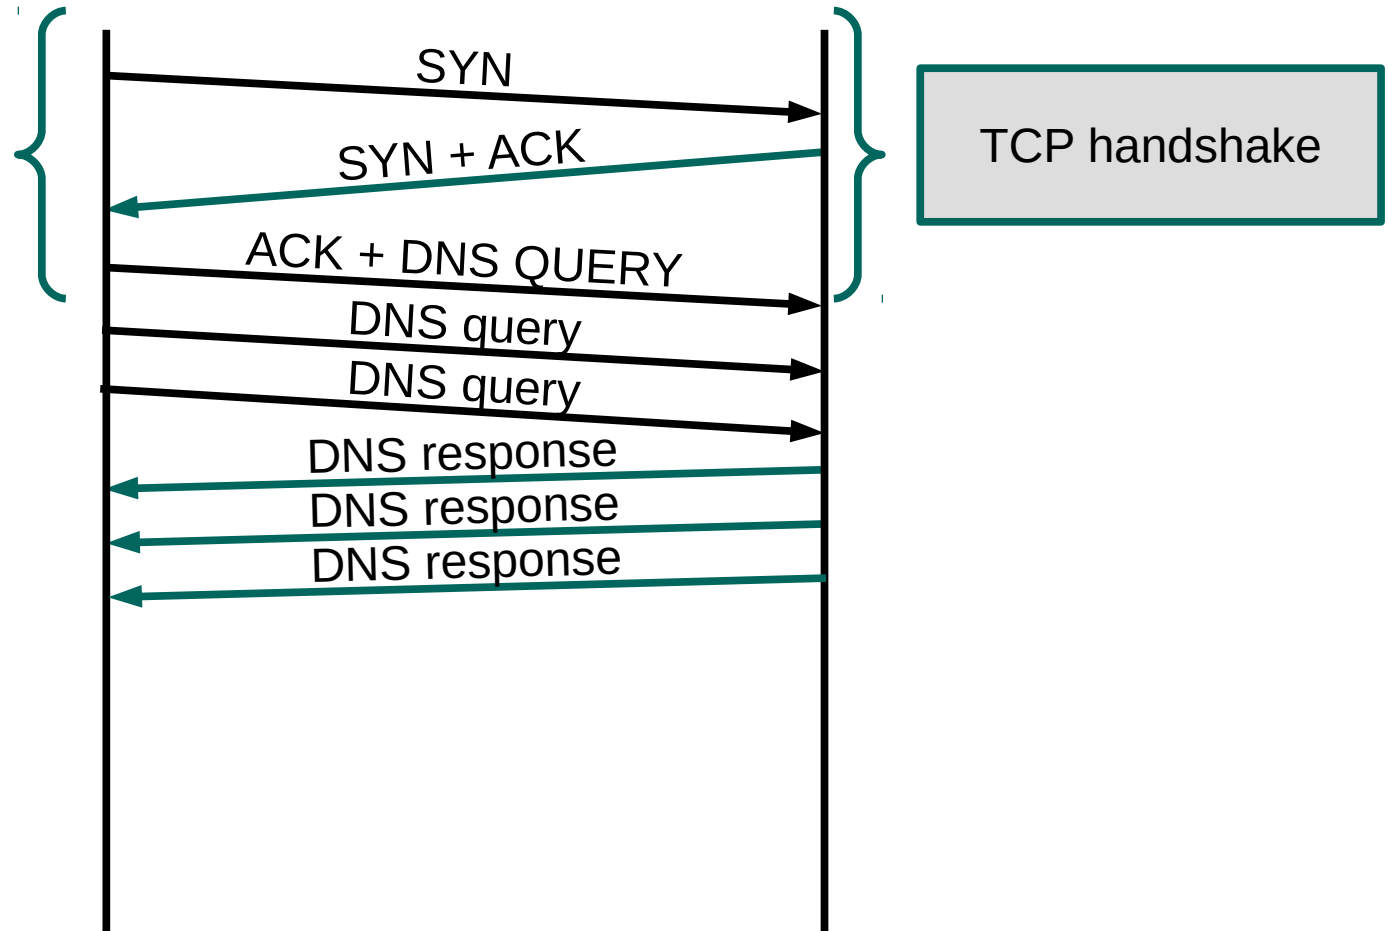 SYN
TCP handshake
SYN + ACK
ACK + DNS QUERY
DNS query
DNS query
DNS response
DNS response
DNS response